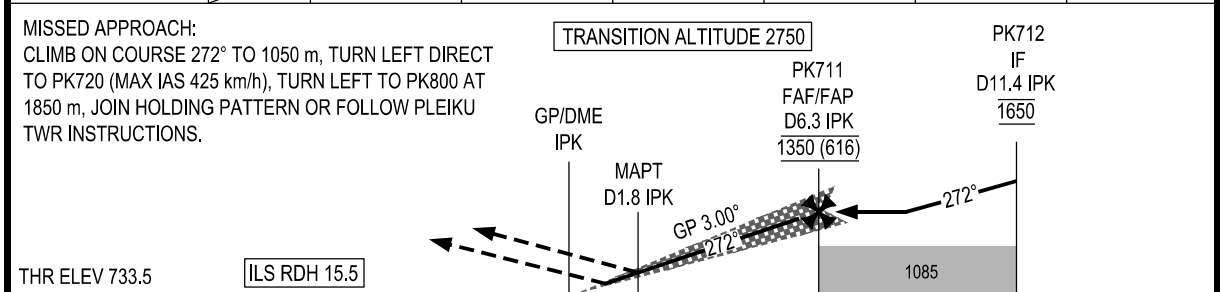 MISSED APPROACH:
CLIMB ON COURSE 272° TO 1050 m, TURN LEFT DIRECT
TO PK720 (MAX IAS 425 km/h), TURN LEFT TO PK800 AT
1850 m, JOIN HOLDING PATTERN OR FOLLOW PLEIKU
TWR INSTRUCTIONS.
TRANSITION ALTITUDE 2750
PK712
IF
D11.4 IPK
1650
PK711
FAF/FAP
D6.3 IPK
1350 (616)
GP/DME
IPK
MAPT
D1.8 IPK
GP 3.00°
272°
272°
1085
THR ELEV 733.5
ILS RDH 15.5